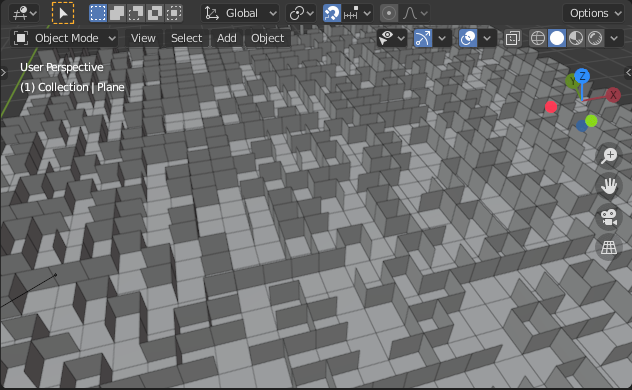 Global
Options
Object Mode
View
Select
Add
Object
User Perspective
(1) Collection | Plane
Z
Y
X